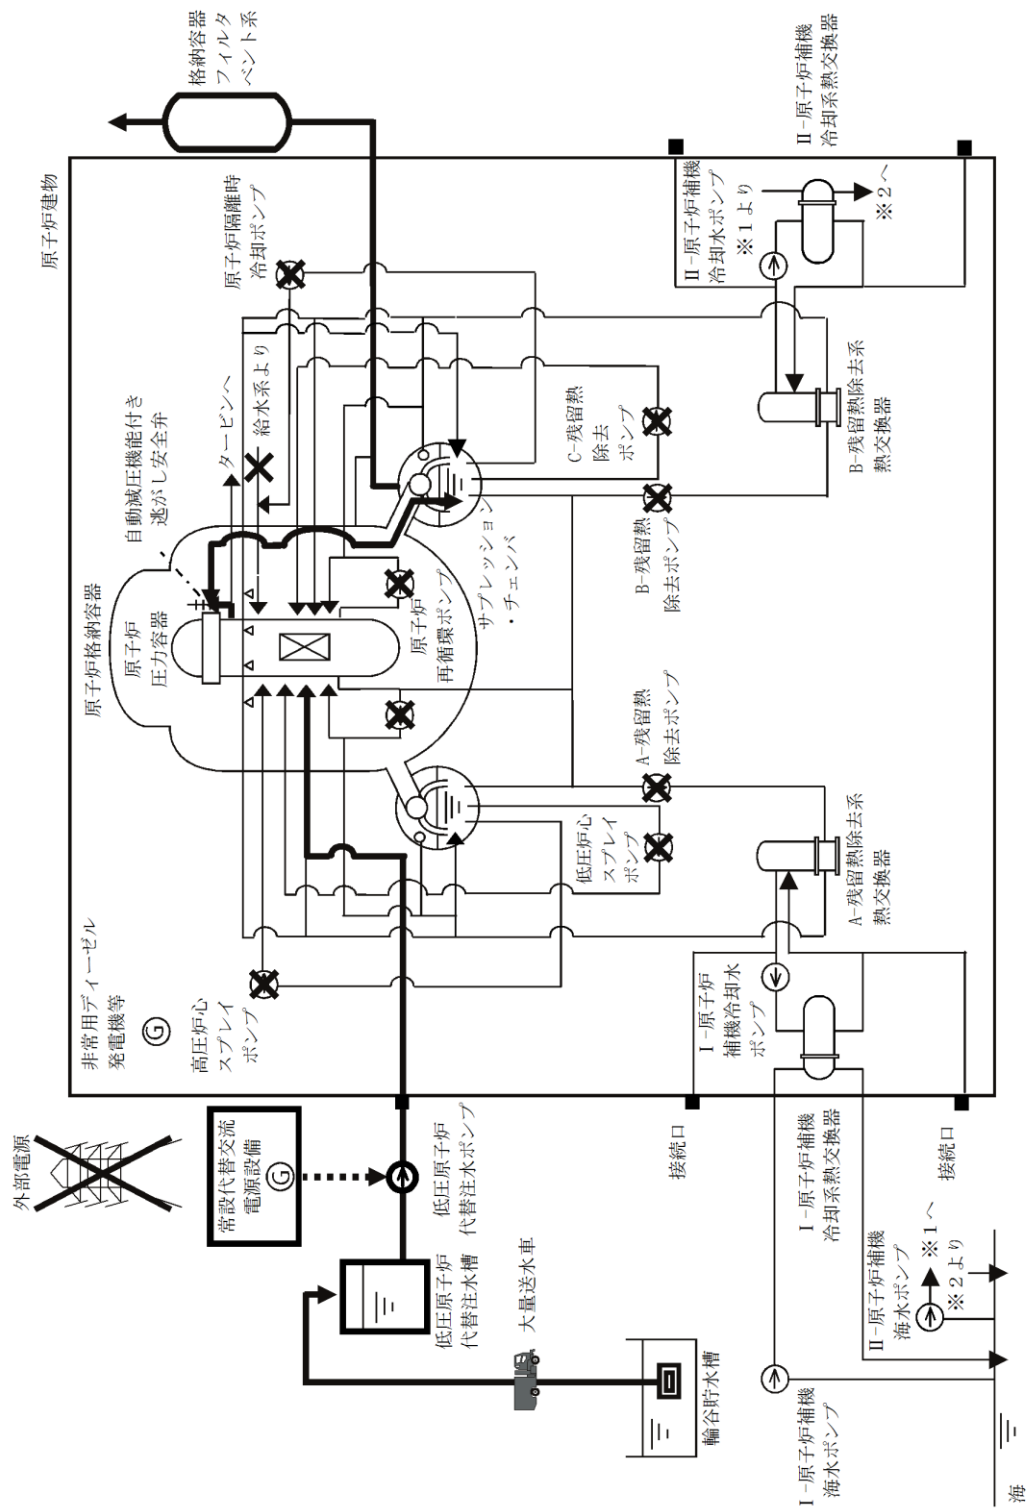 外部電源
常設代替交流
電源設備
G
低圧原子炉
代替注水ポンプ
低圧原子炉
代替注水槽
大量送水車
輪谷貯水槽
非常用ディーゼル
発電機等
G
高圧炉心
スプレイ
ポンプ
原子炉建物
原子炉格納容器
原子炉
圧力容器
自動減圧機能付き
逃がし安全弁
タービンへ
給水系より
原子炉隔離時
冷却ポンプ
格納容器
フィルタ
ベント系
原子炉
再循環ポンプ
サプレッション
・チェンバ
低圧炉心
スプレイ
ポンプ
A-残留熱
除去ポンプ
B-残留熱
除去ポンプ
C-残留熱
除去
ポンプ
接続口
Ⅰ-原子炉
補機冷却水
ポンプ
A-残留熱除去系
熱交換器
B-残留熱除去系
熱交換器
Ⅱ-原子炉補機
冷却水ポンプ
※1より
※2へ
Ⅱ-原子炉補機
冷却系熱交換器
Ⅰ-原子炉補機
冷却系熱交換器
接続口
Ⅱ-原子炉補機
海水ポンプ
※1へ
※2より
Ⅰ-原子炉補機
海水ポンプ
海